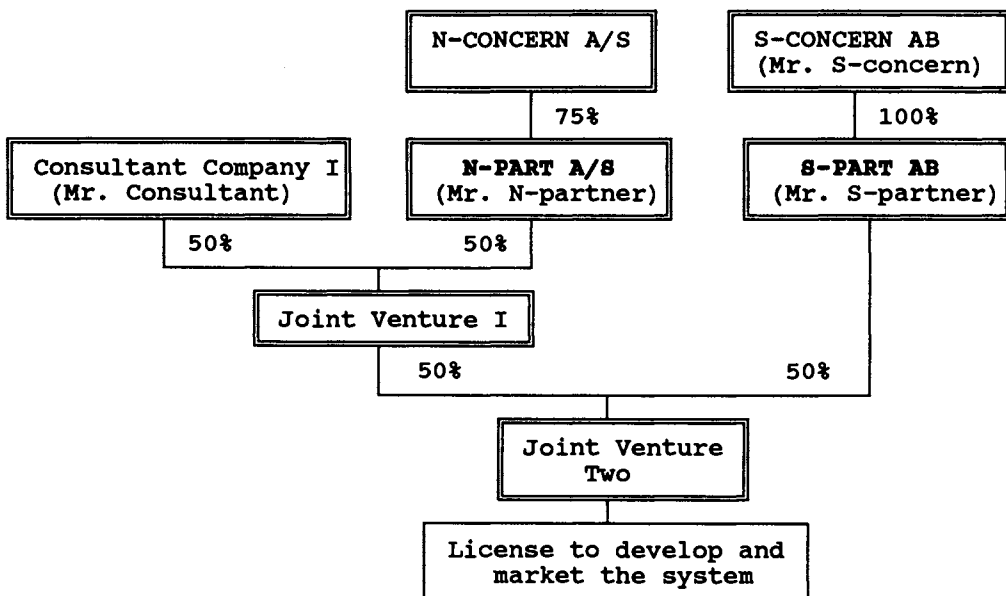 N-CONCERN A/S
S-CONCERN AB
(Mr. S-concern)
75%
100%
Consultant Company I
(Mr. Consultant)
N-PART A/S
(Mr. N-partner)
S-PART AB
(Mr. S-partner)
50%
50%
Joint Venture I
50%
50%
Joint Venture
Two
License to develop and
market the system